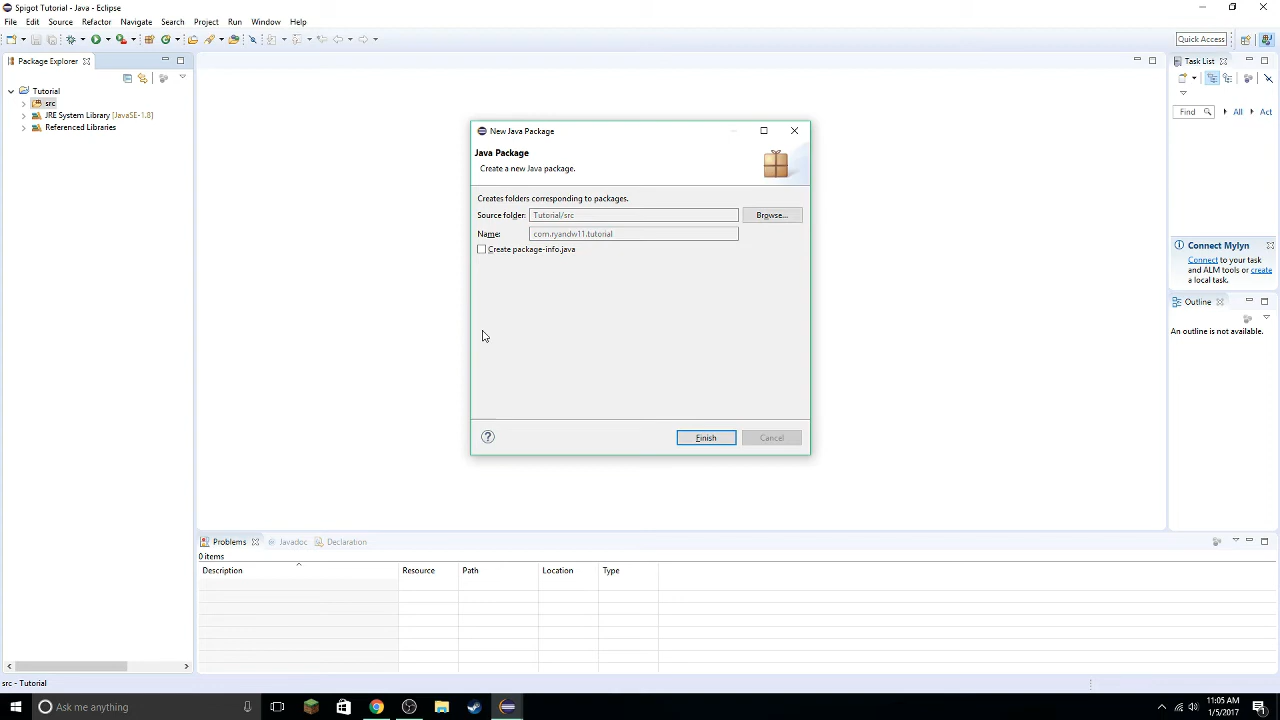 Spigot Tutorial - Java - Eclipse
File Edit Source Refactor Navigate Search Project Run Window Help
Quick Access
Package Explorer
Tutorial
src
JRE System Library [JavaSE-1.8]
Referenced Libraries
New Java Package
Java Package
Create a new Java package.
Creates folders corresponding to packages.
Source folder: Tutorial/src Browse...
Name: com.ryandw11.tutorial
Create package-info.java
? Finish Cancel
Task List
Find All Act
Connect Mylyn
Connect to your task
and ALM tools or create
a local task.
Outline
An outline is not available.
Problems Javadoc Declaration
0 items
Description Resource Path Location Type
src - Tutorial
Ask me anything
11:05 AM
1/5/2017